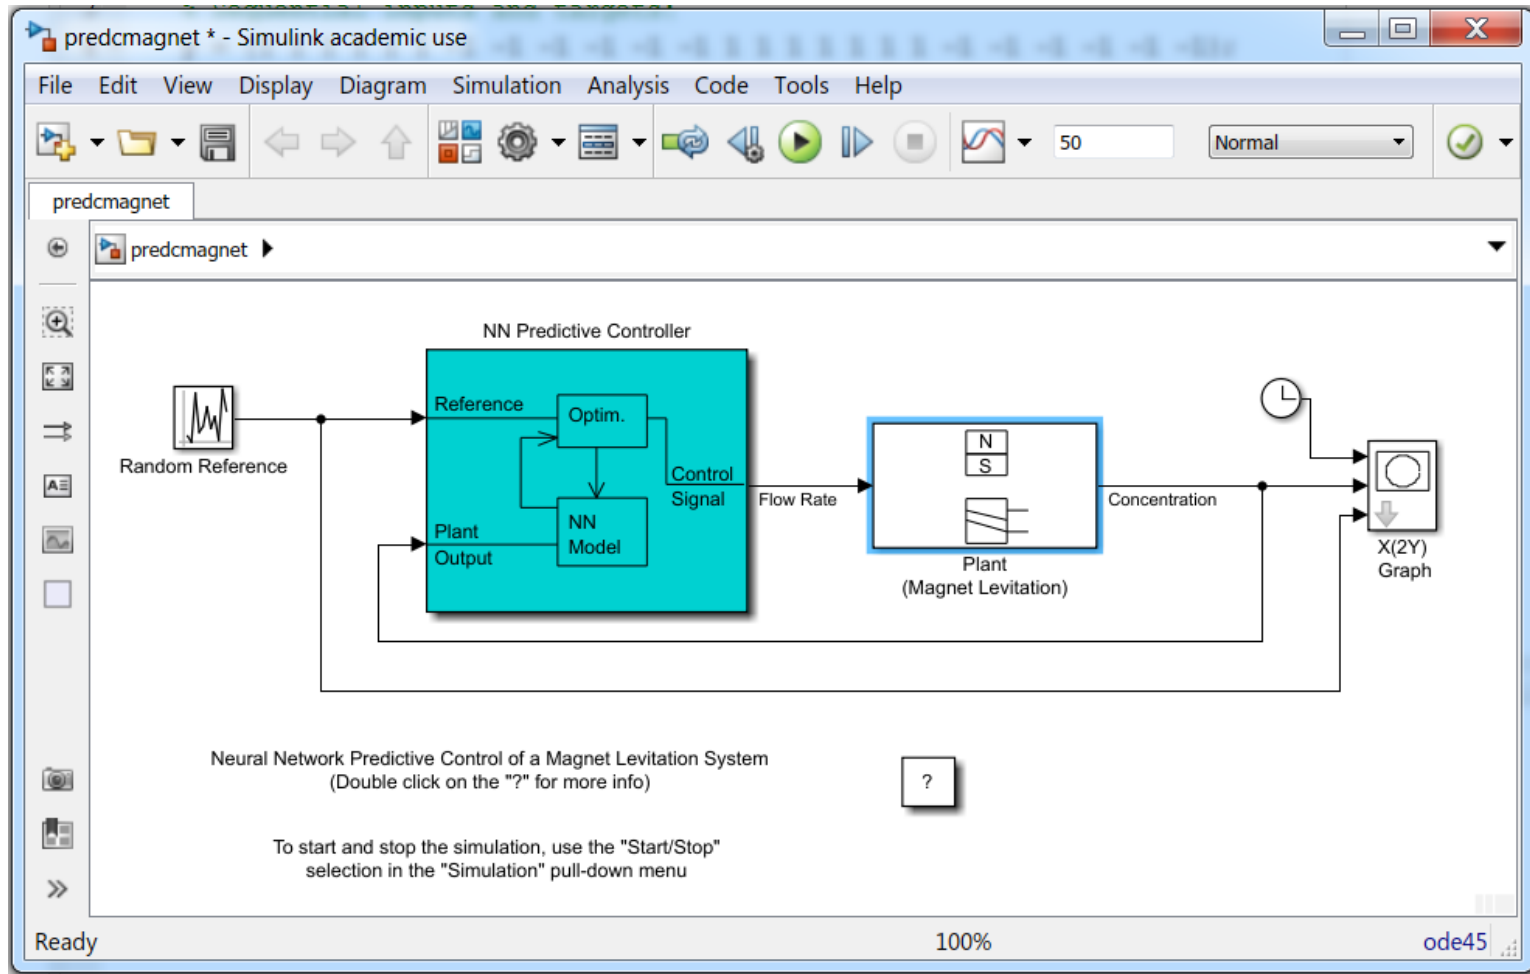 predcmagnet * - Simulink academic use
File Edit View Display Diagram Simulation Analysis Code Tools Help
50
Normal
predcmagnet
predcmagnet
NN Predictive Controller
Reference
Optim.
Control
Signal
NN
Model
Plant
Output
Random Reference
Flow Rate
N
S
Plant
(Magnet Levitation)
Concentration
X(2Y)
Graph
Neural Network Predictive Control of a Magnet Levitation System
(Double click on the "?" for more info)
?
To start and stop the simulation, use the "Start/Stop"
selection in the "Simulation" pull-down menu
Ready
100%
ode45